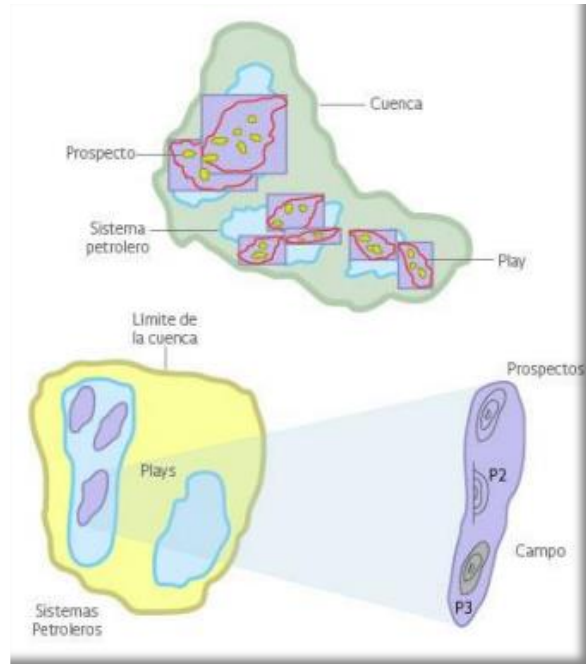 Cuenca
Prospecto
Sistema
petrolero
Play
Límite de
la cuenca
Prospectos
Plays
P2
Campo
P3
Sistemas
Petroleros